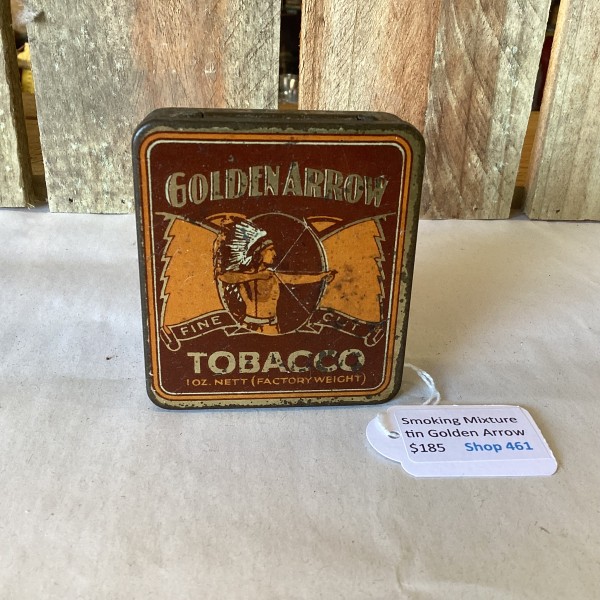 GOLDEN ARROW
FINE CUT
TOBACCO
1 OZ. NETT (FACTORY WEIGHT)
Smoking Mixture
tin Golden Arrow
$185 Shop 461